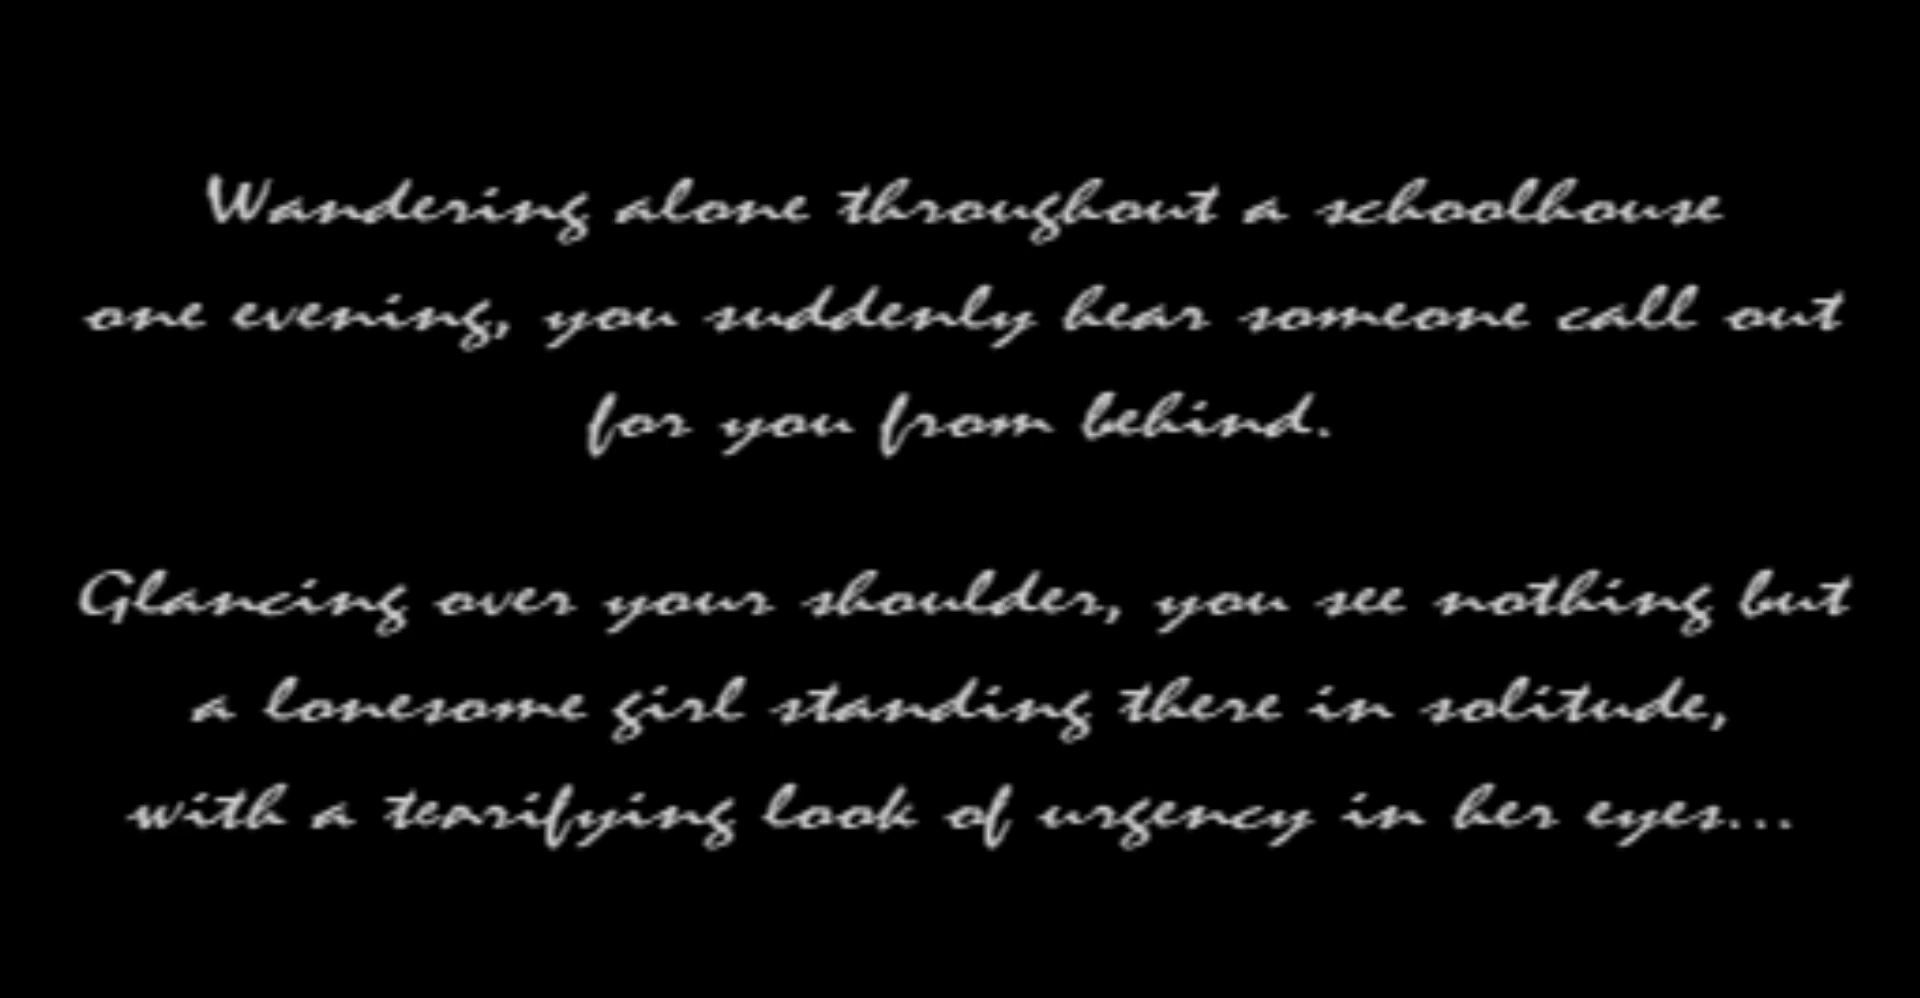 Wandering alone throughout a schoolhouse
one evening, you suddenly hear someone call out
for you from behind.
Glancing over your shoulder, you see nothing but
a lonesome girl standing there in solitude,
with a tearifying look of urgency in her eyes...